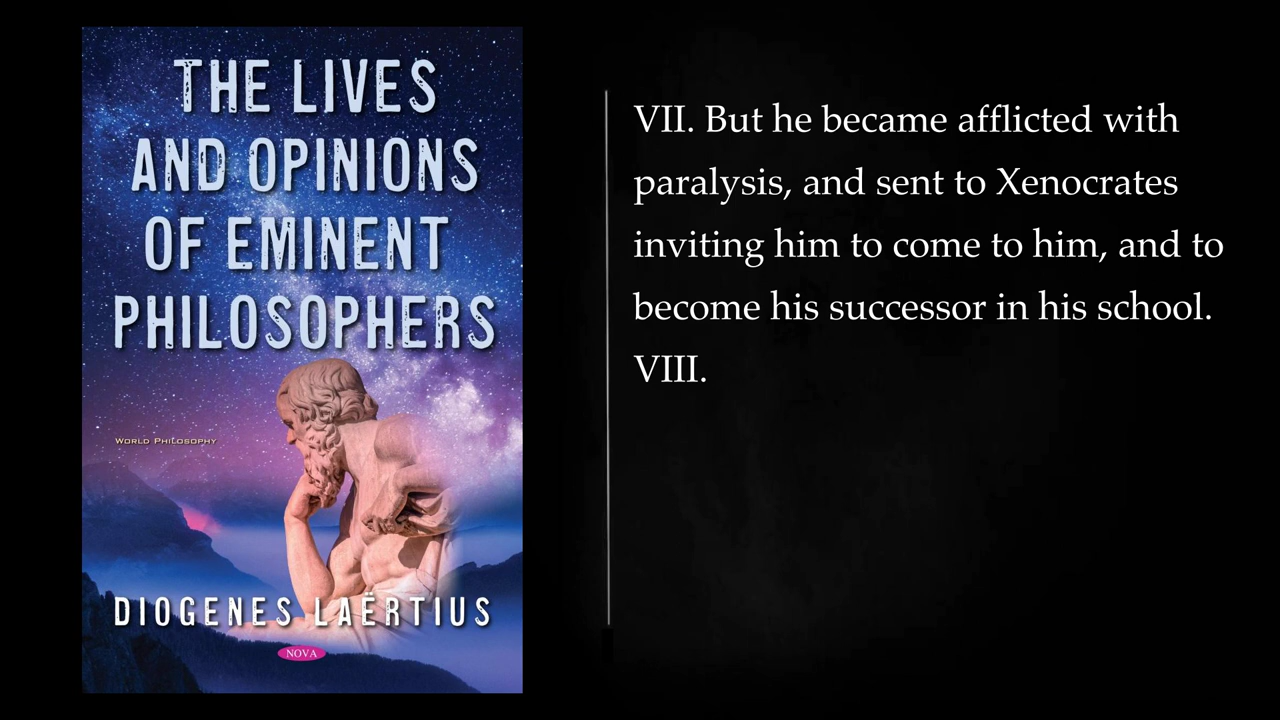 THE LIVES
AND OPINIONS
OF EMINENT
PHILOSOPHERS
WORLD PHILOSOPHY
DIOGENES LAËRTIUS
NOVA
VII. But he became afflicted with
paralysis, and sent to Xenocrates
inviting him to come to him, and to
become his successor in his school.
VIII.